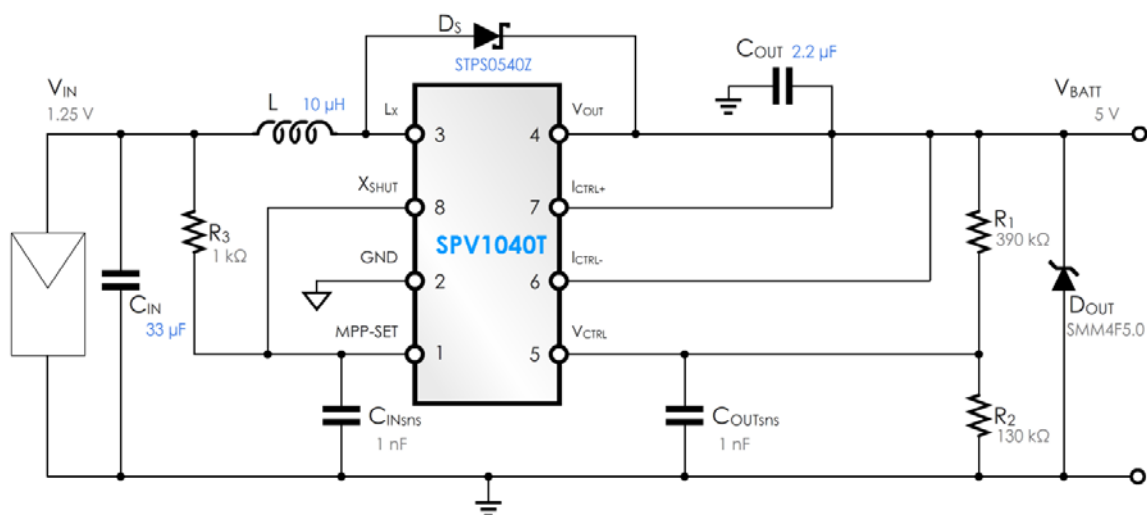 DS
STPS0540Z
COUT
2.2 µF
VIN
1.25 V
L
10 µH
LX
3
VOUT
4
VBATT
5 V
XSHUT
8
ICTRL+
7
R3
1 kΩ
SPV1040T
R1
390 kΩ
GND
2
ICTRL-
6
CIN
33 µF
DOUT
SMM4F5.0
MPP-SET
1
VCTRL
5
CINsns
1 nF
COUTsns
1 nF
R2
130 kΩ